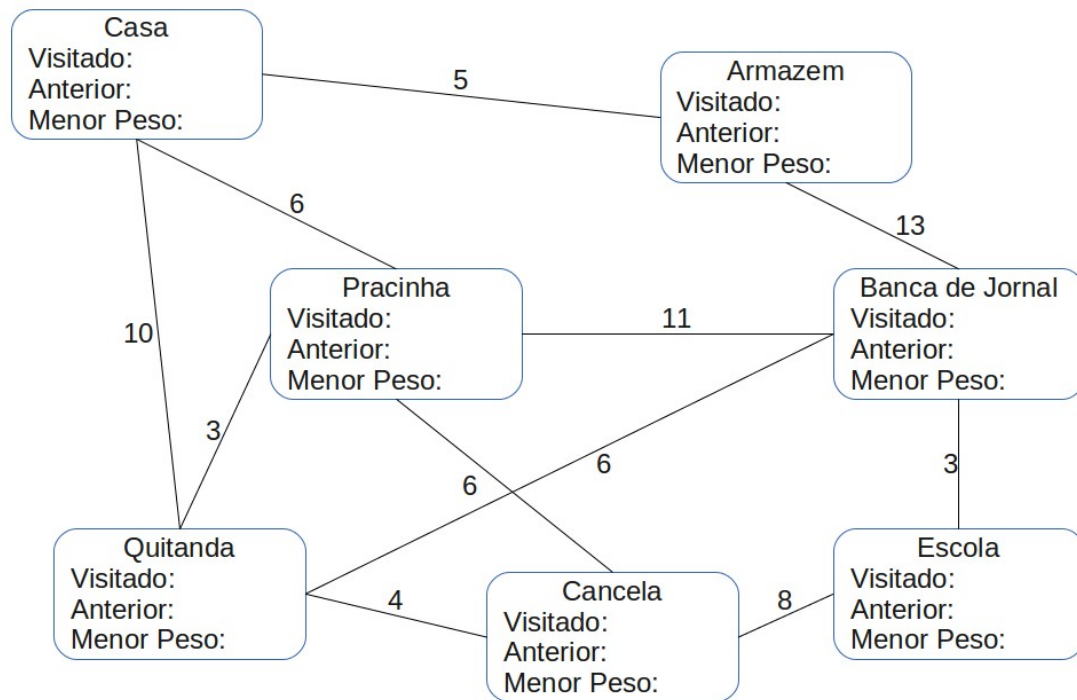 Casa
Visitado:
Anterior:
Menor Peso:
5
Armazem
Visitado:
Anterior:
Menor Peso:
6
13
Pracinha
Visitado:
Anterior:
Menor Peso:
11
Banca de Jornal
Visitado:
Anterior:
Menor Peso:
10
3
6
6
3
Quitanda
Visitado:
Anterior:
Menor Peso:
4
Cancela
Visitado:
Anterior:
Menor Peso:
8
Escola
Visitado:
Anterior:
Menor Peso: